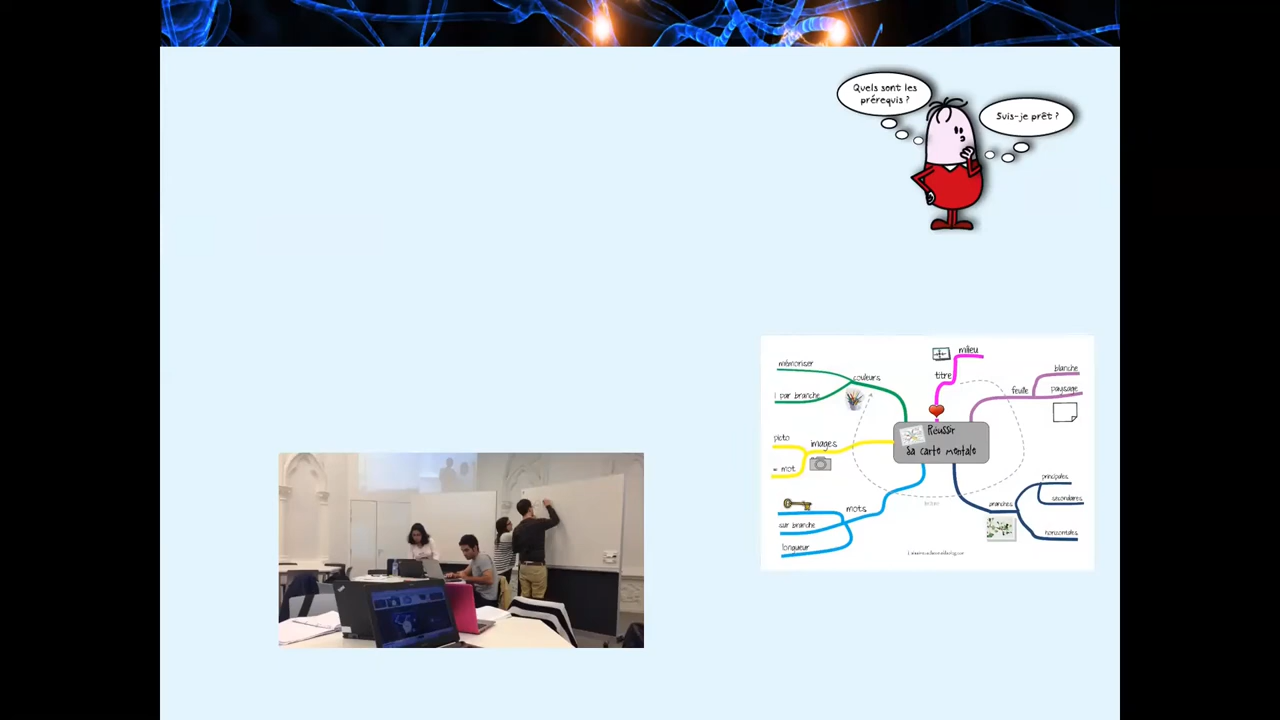 Quels sont les
prérequis ?
Suis-je prêt ?
milieu
titre
mémoriser
couleurs
1 par branche
blanche
feuille
paysage
Réussir
sa carte mentale
picto
images
= mot
mots
sur branche
longueur
principales
secondaires
branches
horizontales